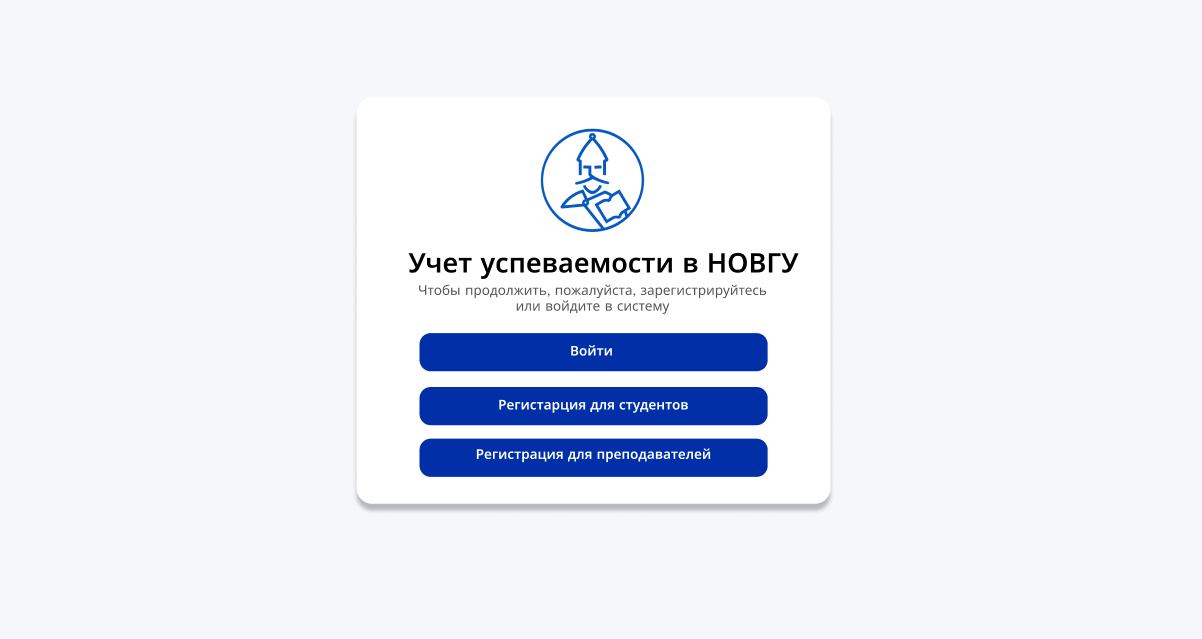 Учет успеваемости в НОВГУ
Чтобы продолжить, пожалуйста, зарегистрируйтесь
или войдите в систему
Войти
Регистарция для студентов
Регистрация для преподавателей